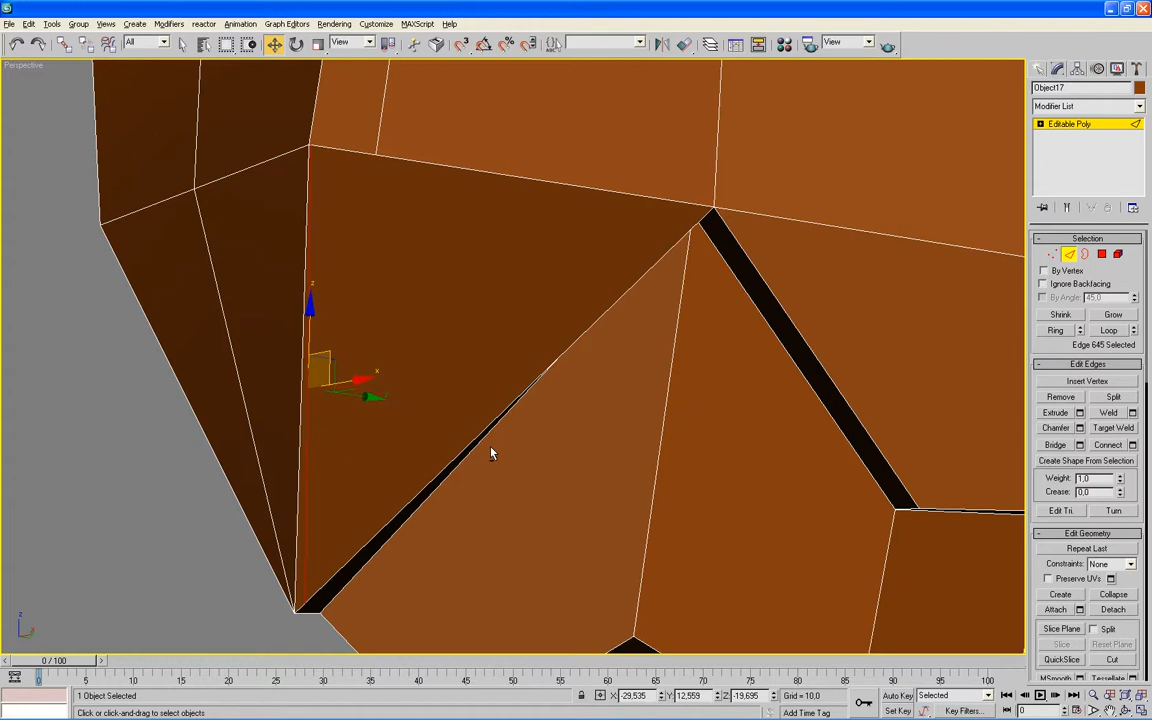 File Edit Tools Group Views Create Modifiers reactor Animation Graph Editors Rendering Customize MAXScript Help
All View View
Perspective
Object17
Modifier List
Editable Poly
Selection
By Vertex
Ignore Backfacing
By Angle: 45,0
Shrink Grow
Ring Loop
Edge 645 Selected
Edit Edges
Insert Vertex
Remove Split
Extrude Weld
Chamfer Target Weld
Bridge Connect
Create Shape From Selection
Weight: 1,0
Crease: 0,0
Edit Tri. Turn
Edit Geometry
Repeat Last
Constraints: None
Preserve UVs
Create Collapse
Attach Detach
Slice Plane Split
Slice Reset Plane
QuickSlice Cut
MSmooth Tessellate
z
x
z
x
0 / 100
0 5 10 15 20 25 30 35 40 45 50 55 60 65 70 75 80 85 90 95 100
1 Object Selected X: -29,535 Y: 12,559 Z: -19,695 Grid = 10,0 Auto Key Selected
Click or click-and-drag to select objects Add Time Tag Set Key Key Filters... 0